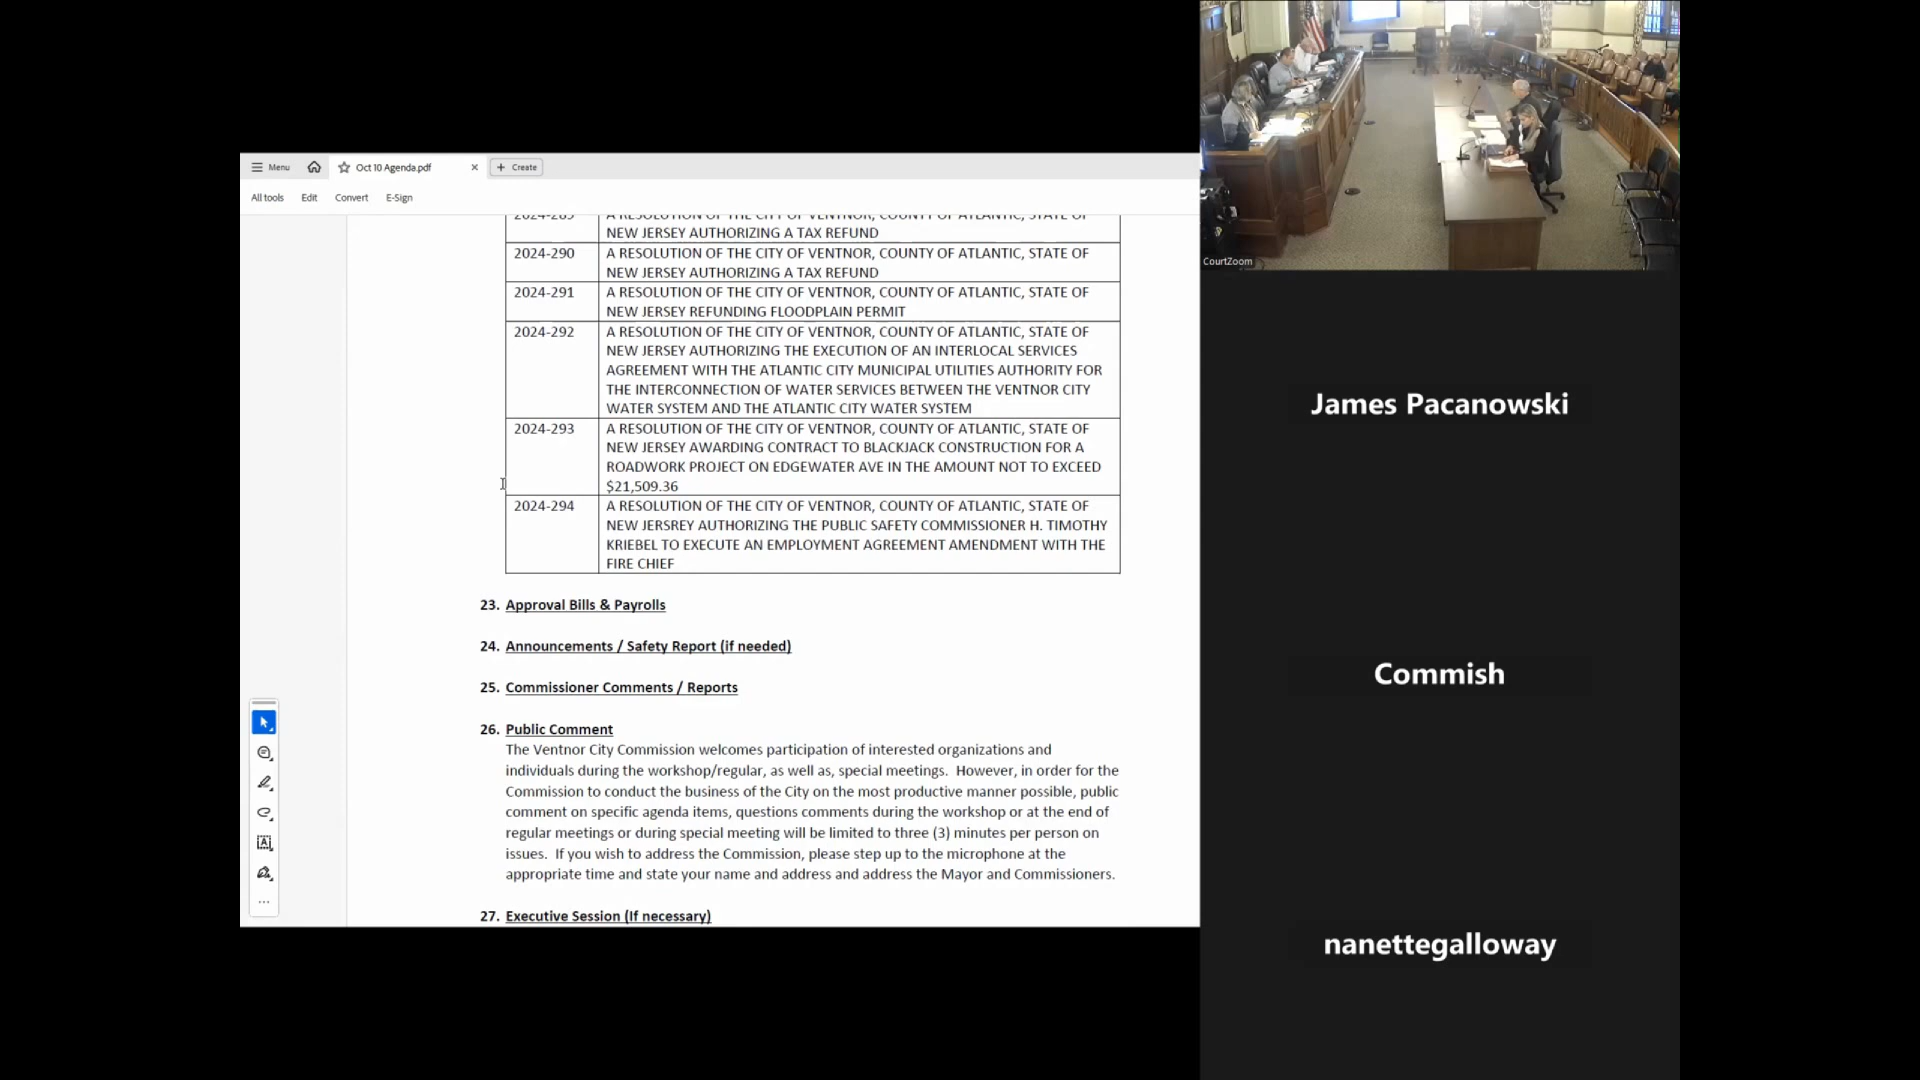 Menu
Oct 10 Agenda.pdf
Create
All tools Edit Convert E-Sign
2024-289 A RESOLUTION OF THE CITY OF VENTNOR, COUNTY OF ATLANTIC, STATE OF
NEW JERSEY AUTHORIZING A TAX REFUND
2024-290 A RESOLUTION OF THE CITY OF VENTNOR, COUNTY OF ATLANTIC, STATE OF
NEW JERSEY AUTHORIZING A TAX REFUND
2024-291 A RESOLUTION OF THE CITY OF VENTNOR, COUNTY OF ATLANTIC, STATE OF
NEW JERSEY REFUNDING FLOODPLAIN PERMIT
2024-292 A RESOLUTION OF THE CITY OF VENTNOR, COUNTY OF ATLANTIC, STATE OF
NEW JERSEY AUTHORIZING THE EXECUTION OF AN INTERLOCAL SERVICES
AGREEMENT WITH THE ATLANTIC CITY MUNICIPAL UTILITIES AUTHORITY FOR
THE INTERCONNECTION OF WATER SERVICES BETWEEN THE VENTNOR CITY
WATER SYSTEM AND THE ATLANTIC CITY WATER SYSTEM
2024-293 A RESOLUTION OF THE CITY OF VENTNOR, COUNTY OF ATLANTIC, STATE OF
NEW JERSEY AWARDING CONTRACT TO BLACKJACK CONSTRUCTION FOR A
ROADWORK PROJECT ON EDGEWATER AVE IN THE AMOUNT NOT TO EXCEED
$21,509.36
2024-294 A RESOLUTION OF THE CITY OF VENTNOR, COUNTY OF ATLANTIC, STATE OF
NEW JERSREY AUTHORIZING THE PUBLIC SAFETY COMMISSIONER H. TIMOTHY
KRIEBEL TO EXECUTE AN EMPLOYMENT AGREEMENT AMENDMENT WITH THE
FIRE CHIEF
23. Approval Bills & Payrolls
24. Announcements / Safety Report (if needed)
25. Commissioner Comments / Reports
26. Public Comment
The Ventnor City Commission welcomes participation of interested organizations and
individuals during the workshop/regular, as well as, special meetings. However, in order for the
Commission to conduct the business of the City on the most productive manner possible, public
comment on specific agenda items, questions comments during the workshop or at the end of
regular meetings or during special meeting will be limited to three (3) minutes per person on
issues. If you wish to address the Commission, please step up to the microphone at the
appropriate time and state your name and address and address the Mayor and Commissioners.
27. Executive Session (If necessary)
CourtZoom
James Pacanowski
Commish
nanettegalloway